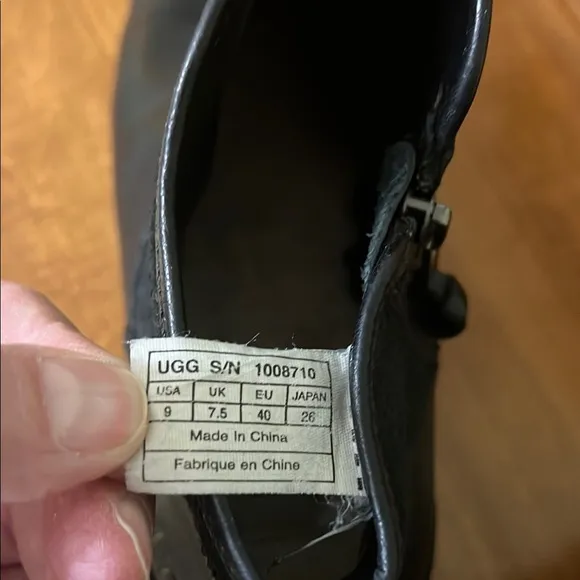 UGG S/N 1008710
USA UK EU JAPAN
9 7.5 40 26
Made In China
Fabrique en Chine